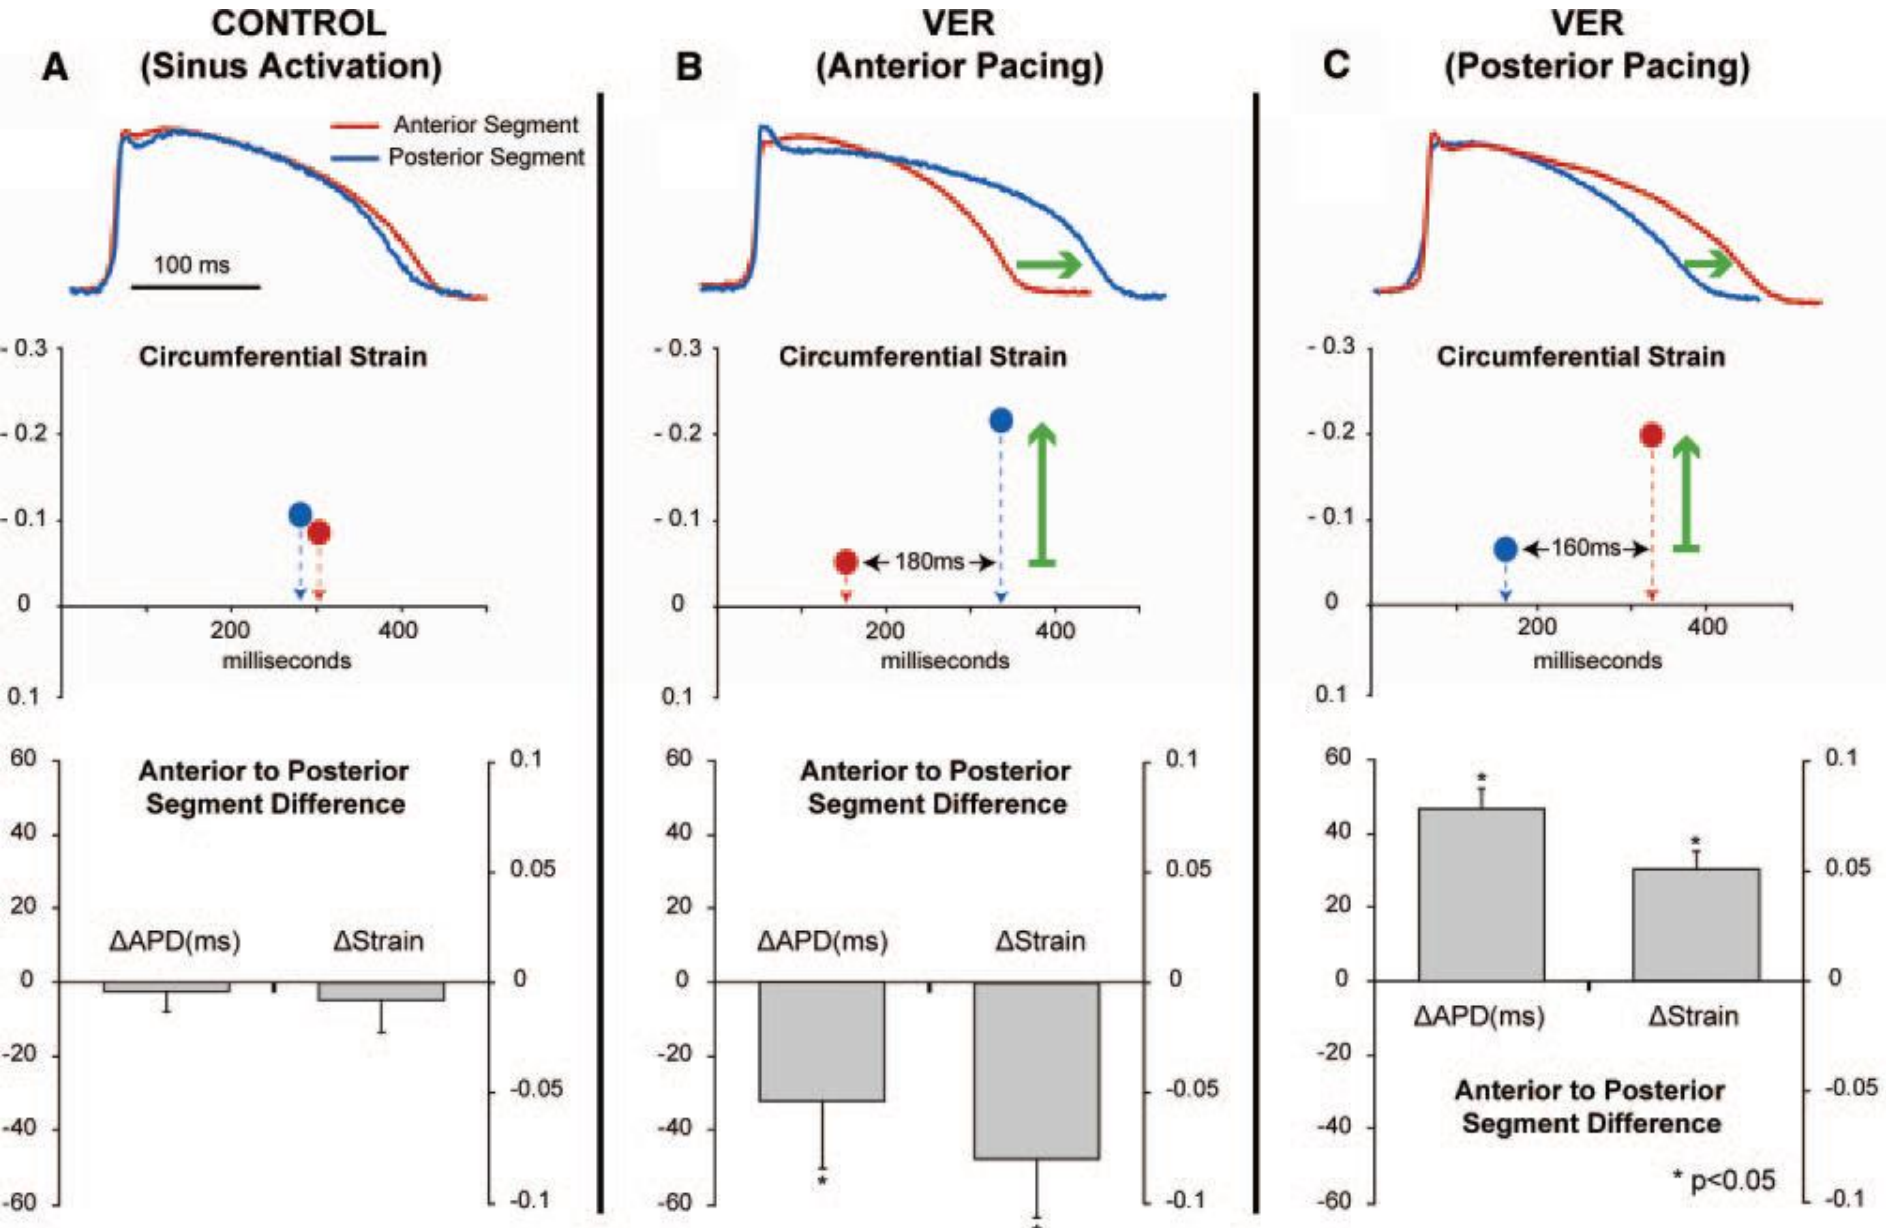 CONTROL
(Sinus Activation)
A
Anterior Segment
Posterior Segment
100 ms
Circumferential Strain
- 0.3
- 0.2
- 0.1
0
0.1
200
400
milliseconds
Anterior to Posterior
Segment Difference
60
40
20
0
-20
-40
-60
ΔAPD(ms)
ΔStrain
0.1
0.05
0
-0.05
-0.1
VER
(Anterior Pacing)
B
Circumferential Strain
- 0.3
- 0.2
- 0.1
0
0.1
180ms
200
400
milliseconds
Anterior to Posterior
Segment Difference
60
40
20
0
-20
-40
-60
ΔAPD(ms)
ΔStrain
*
*
0.1
0.05
0
-0.05
-0.1
VER
(Posterior Pacing)
C
Circumferential Strain
- 0.3
- 0.2
- 0.1
0
0.1
160ms
200
400
milliseconds
60
40
20
0
-20
-40
-60
*
*
ΔAPD(ms)
ΔStrain
Anterior to Posterior
Segment Difference
* p<0.05
0.1
0.05
0
-0.05
-0.1